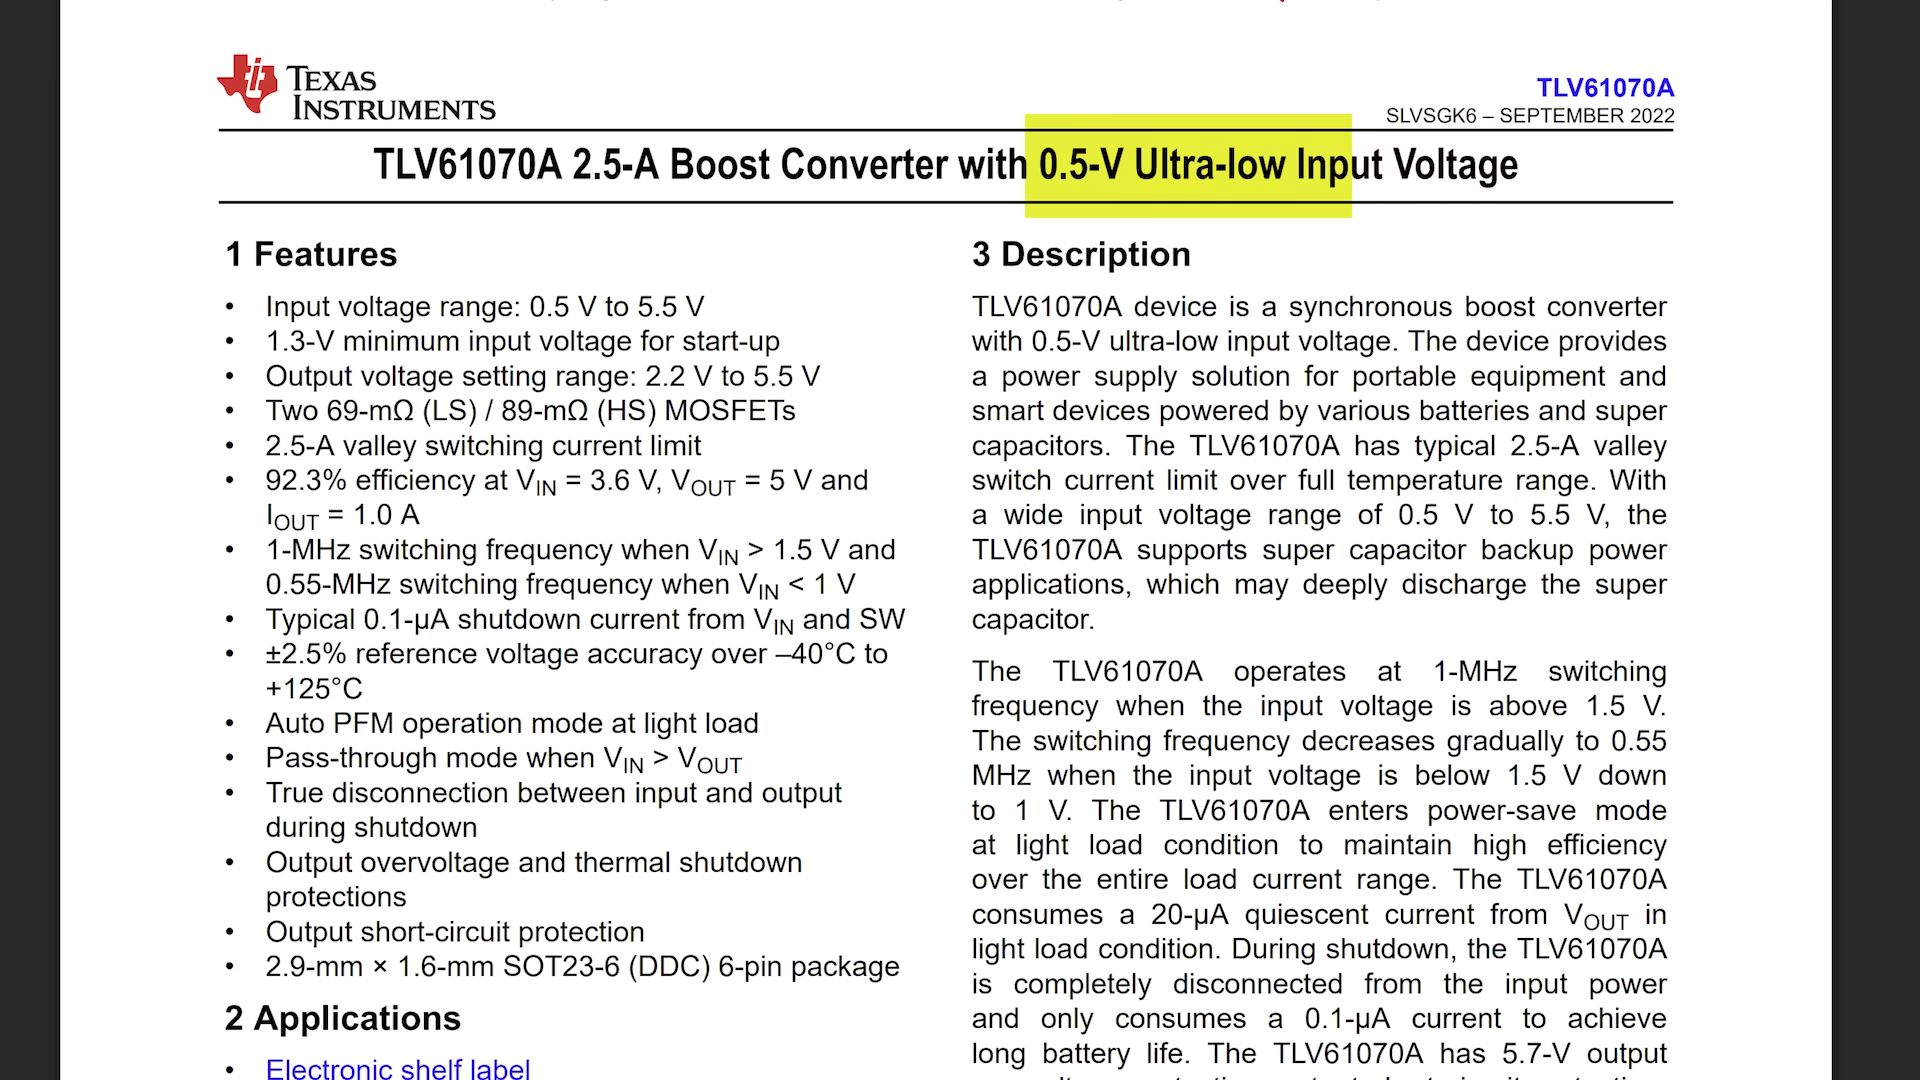 TEXAS
INSTRUMENTS
TLV61070A
SLVSGK6 – SEPTEMBER 2022
TLV61070A 2.5-A Boost Converter with 0.5-V Ultra-low Input Voltage
1 Features
• Input voltage range: 0.5 V to 5.5 V
• 1.3-V minimum input voltage for start-up
• Output voltage setting range: 2.2 V to 5.5 V
• Two 69-mΩ (LS) / 89-mΩ (HS) MOSFETs
• 2.5-A valley switching current limit
• 92.3% efficiency at VIN = 3.6 V, VOUT = 5 V and
IOUT = 1.0 A
• 1-MHz switching frequency when VIN > 1.5 V and
0.55-MHz switching frequency when VIN < 1 V
• Typical 0.1-µA shutdown current from VIN and SW
• ±2.5% reference voltage accuracy over –40°C to
+125°C
• Auto PFM operation mode at light load
• Pass-through mode when VIN > VOUT
• True disconnection between input and output
during shutdown
• Output overvoltage and thermal shutdown
protections
• Output short-circuit protection
• 2.9-mm × 1.6-mm SOT23-6 (DDC) 6-pin package
2 Applications
• Electronic shelf label
3 Description
TLV61070A device is a synchronous boost converter
with 0.5-V ultra-low input voltage. The device provides
a power supply solution for portable equipment and
smart devices powered by various batteries and super
capacitors. The TLV61070A has typical 2.5-A valley
switch current limit over full temperature range. With
a wide input voltage range of 0.5 V to 5.5 V, the
TLV61070A supports super capacitor backup power
applications, which may deeply discharge the super
capacitor.
The TLV61070A operates at 1-MHz switching
frequency when the input voltage is above 1.5 V.
The switching frequency decreases gradually to 0.55
MHz when the input voltage is below 1.5 V down
to 1 V. The TLV61070A enters power-save mode
at light load condition to maintain high efficiency
over the entire load current range. The TLV61070A
consumes a 20-µA quiescent current from VOUT in
light load condition. During shutdown, the TLV61070A
is completely disconnected from the input power
and only consumes a 0.1-µA current to achieve
long battery life. The TLV61070A has 5.7-V output